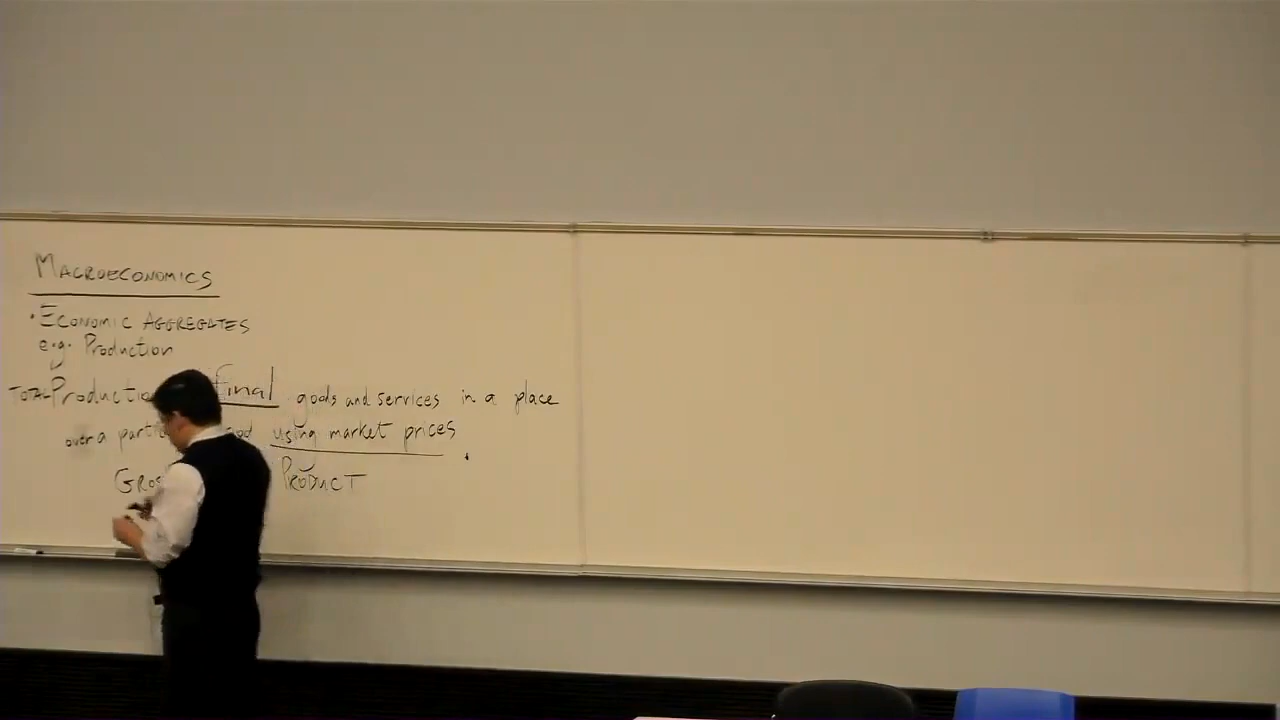 MACROECONOMICS
• ECONOMIC AGGREGATES
e.g. Production
TOTAL Productio final goods and services in a place
over a parti od using market prices.
GROS PRODUCT